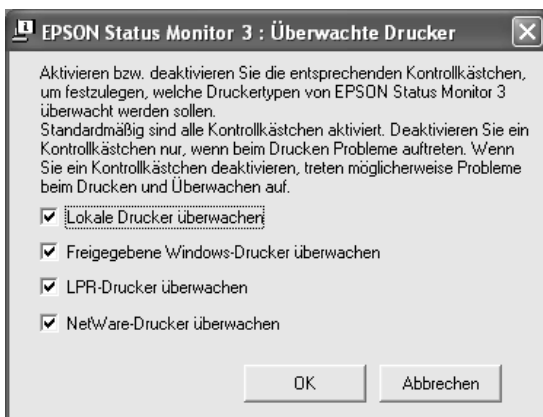 EPSON Status Monitor 3 : Überwachte Drucker
Aktivieren bzw. deaktivieren Sie die entsprechenden Kontrollkästchen,
um festzulegen, welche Druckertypen von EPSON Status Monitor 3
überwacht werden sollen.
Standardmäßig sind alle Kontrollkästchen aktiviert. Deaktivieren Sie ein
Kontrollkästchen nur, wenn beim Drucken Probleme auftreten. Wenn
Sie ein Kontrollkästchen deaktivieren, treten möglicherweise Probleme
beim Drucken und Überwachen auf.
Lokale Drucker überwachen
Freigegebene Windows-Drucker überwachen
LPR-Drucker überwachen
NetWare-Drucker überwachen
OK Abbrechen